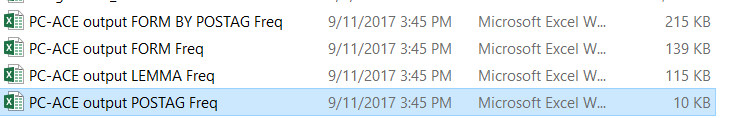 PC-ACE output FORM BY POSTAG Freq 9/11/2017 3:45 PM Microsoft Excel W... 215 KB
PC-ACE output FORM Freq 9/11/2017 3:45 PM Microsoft Excel W... 139 KB
PC-ACE output LEMMA Freq 9/11/2017 3:45 PM Microsoft Excel W... 115 KB
PC-ACE output POSTAG Freq 9/11/2017 3:45 PM Microsoft Excel W... 10 KB